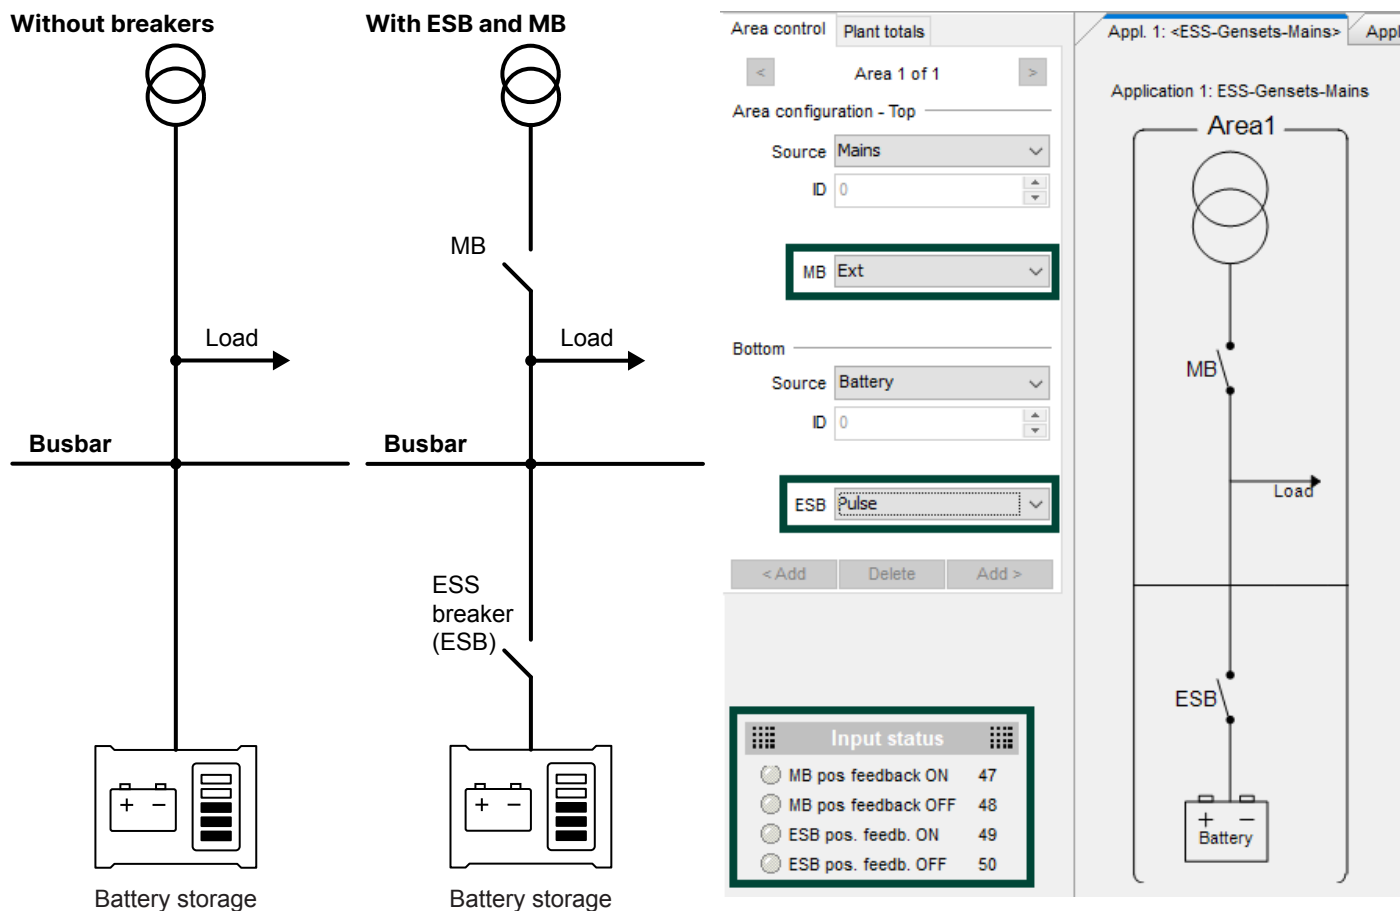 Without breakers
Load
Busbar
+ −
Battery storage
With ESB and MB
MB
Load
Busbar
ESS
breaker
(ESB)
+ −
Battery storage
Area control Plant totals
< Area 1 of 1 >
Area configuration - Top
Source Mains
ID 0
MB Ext
Bottom
Source Battery
ID 0
ESB Pulse
< Add Delete Add >
Input status
MB pos feedback ON 47
MB pos feedback OFF 48
ESB pos. feedb. ON 49
ESB pos. feedb. OFF 50
Appl. 1: <ESS-Gensets-Mains> Appl
Application 1: ESS-Gensets-Mains
Area1
MB
Load
ESB
+ −
Battery